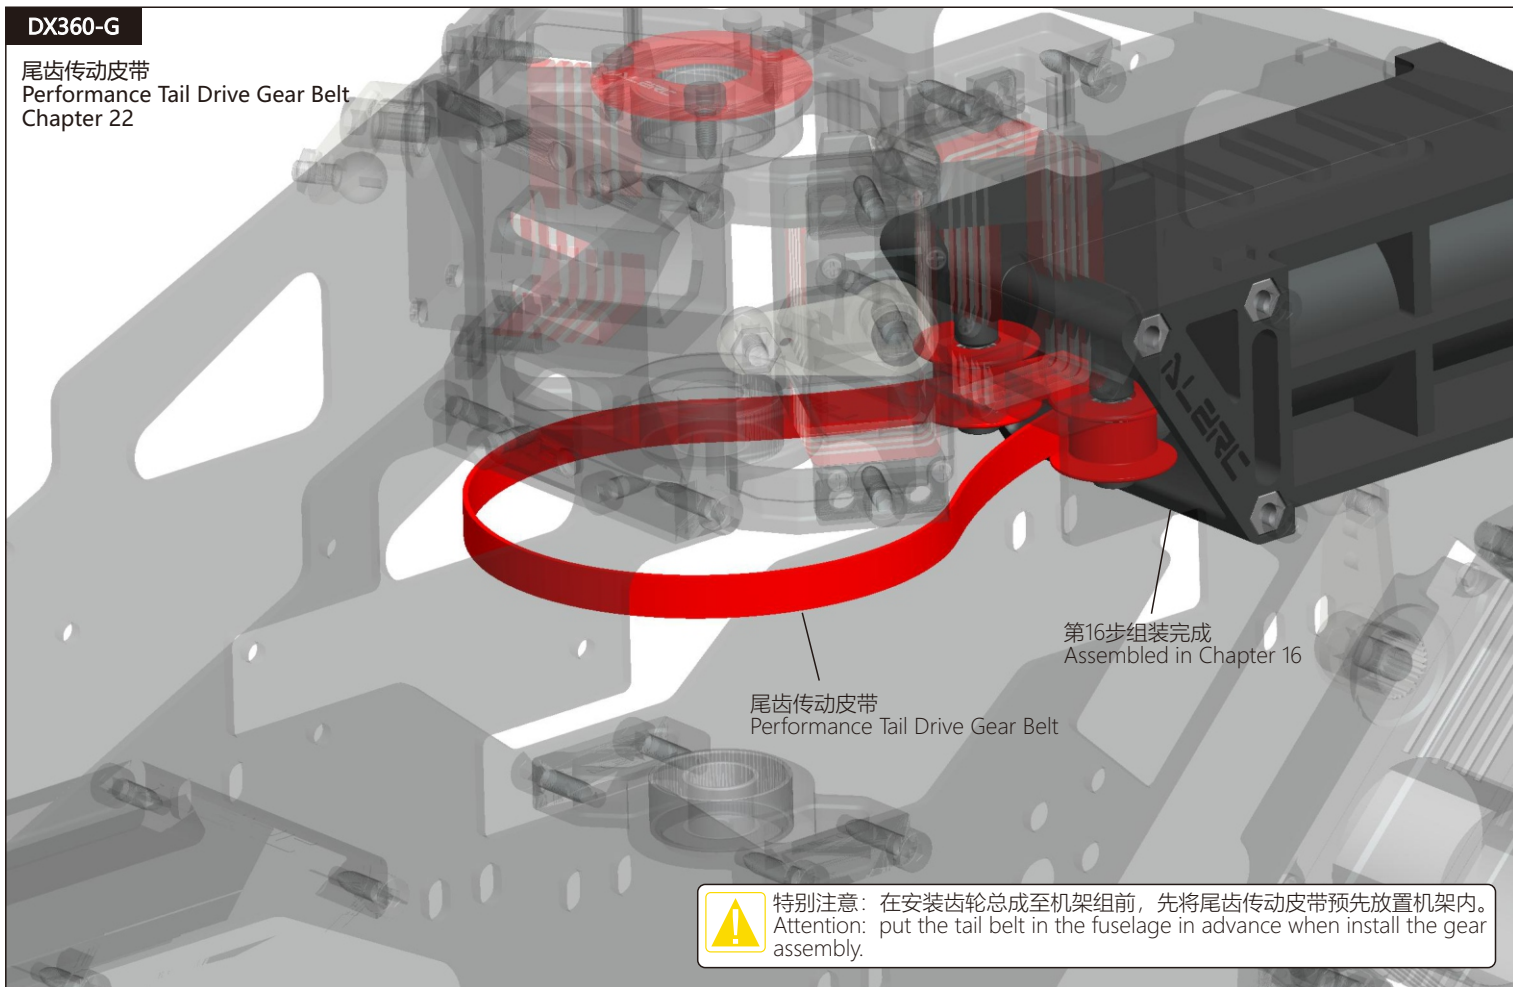 DX360-G
尾齿传动皮带
Performance Tail Drive Gear Belt
Chapter 22
ALZRC
ALZRC
第16步组装完成
Assembled in Chapter 16
尾齿传动皮带
Performance Tail Drive Gear Belt
特别注意：在安装齿轮总成至机架组前，先将尾齿传动皮带预先放置机架内。
Attention: put the tail belt in the fuselage in advance when install the gear
assembly.